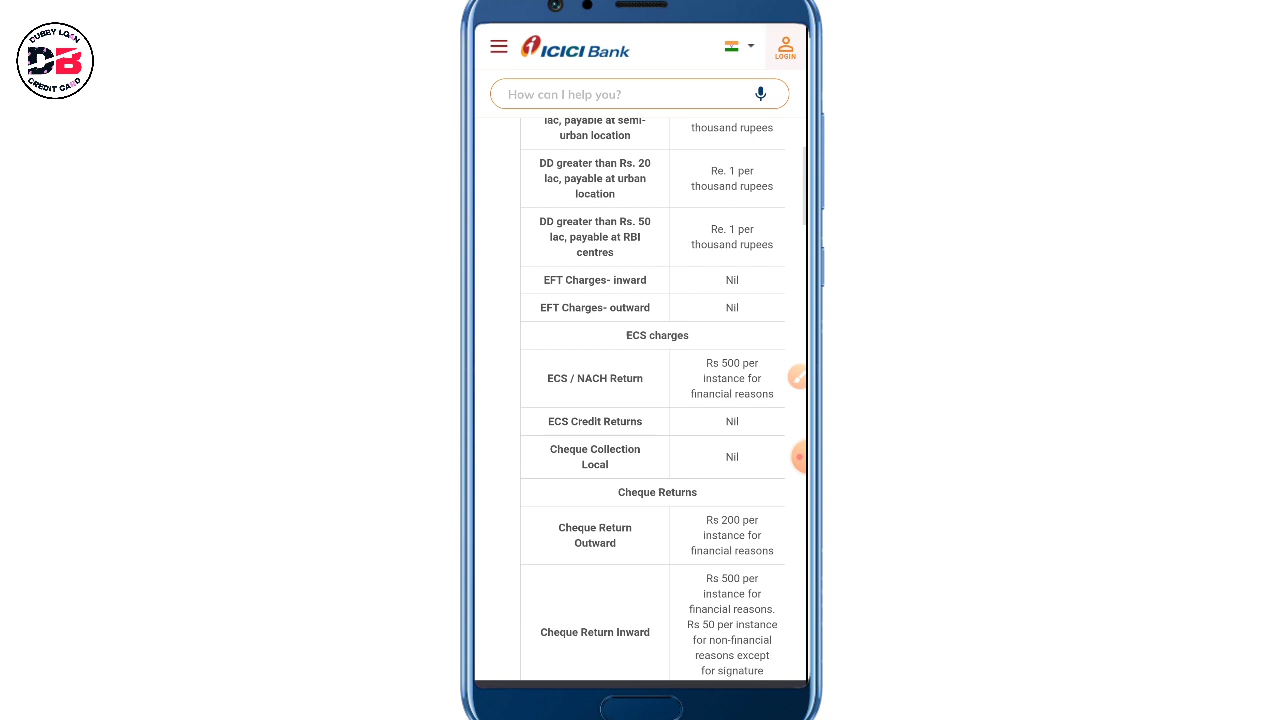 DUBBY LOAN
DB
CREDIT CARD
ICICI Bank
LOGIN
How can I help you?
lac, payable at semi-
urban location
thousand rupees
DD greater than Rs. 20
lac, payable at urban
location
Re. 1 per
thousand rupees
DD greater than Rs. 50
lac, payable at RBI
centres
Re. 1 per
thousand rupees
EFT Charges- inward
Nil
EFT Charges- outward
Nil
ECS charges
ECS / NACH Return
Rs 500 per
instance for
financial reasons
ECS Credit Returns
Nil
Cheque Collection
Local
Nil
Cheque Returns
Cheque Return
Outward
Rs 200 per
instance for
financial reasons
Cheque Return Inward
Rs 500 per
instance for
financial reasons.
Rs 50 per instance
for non-financial
reasons except
for signature